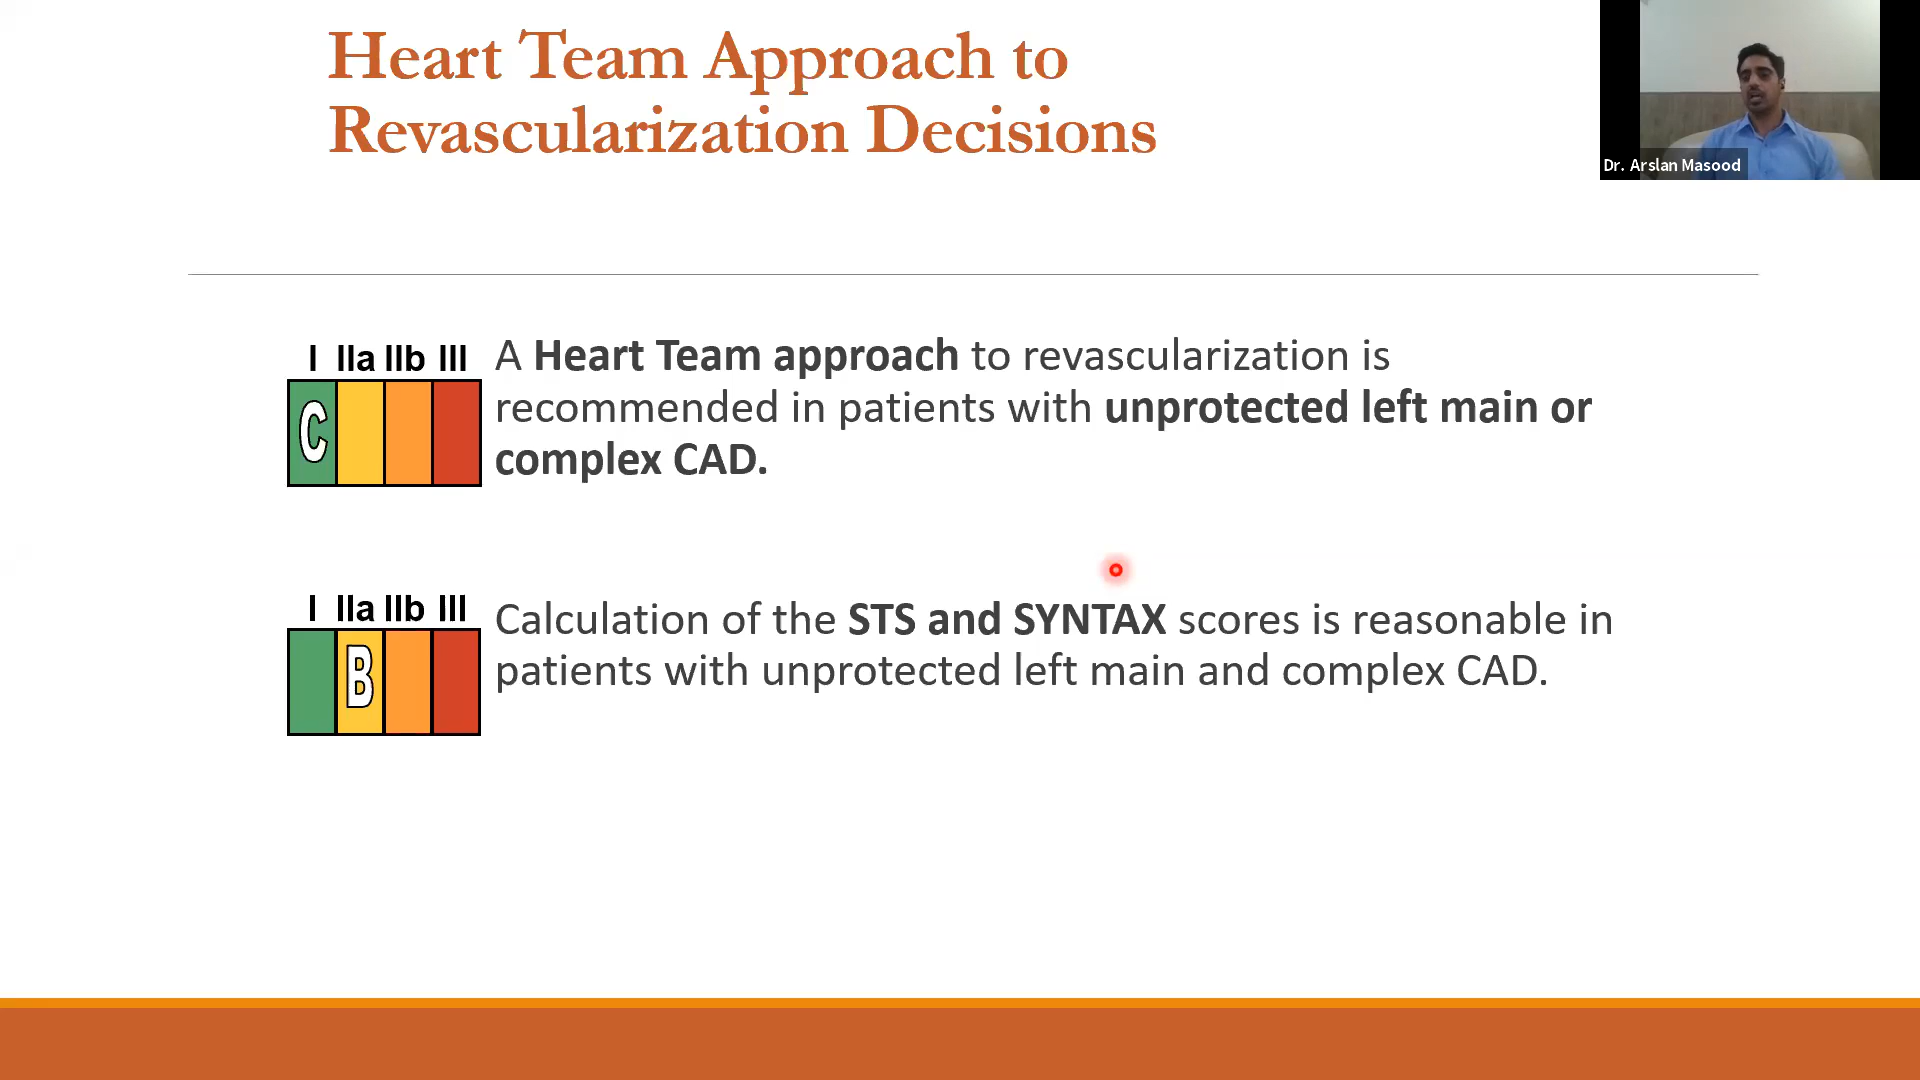 Heart Team Approach to
Revascularization Decisions
Dr. Arslan Masood
I IIa IIb III
C
A Heart Team approach to revascularization is
recommended in patients with unprotected left main or
complex CAD.
I IIa IIb III
B
Calculation of the STS and SYNTAX scores is reasonable in
patients with unprotected left main and complex CAD.